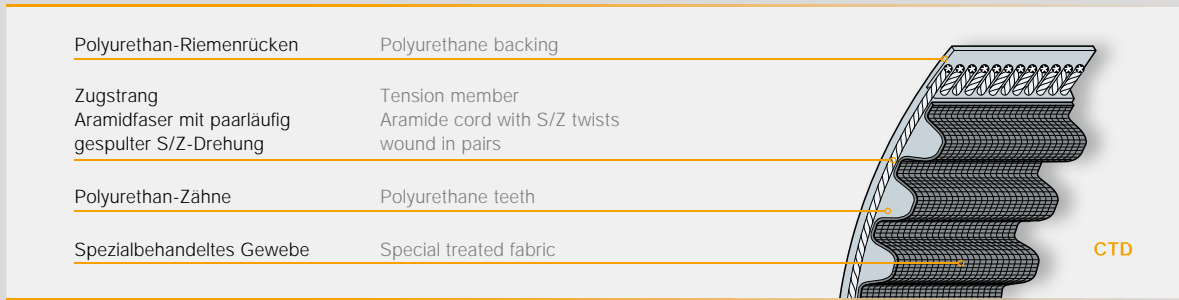 Polyurethan-Riemenrücken Polyurethane backing
Zugstrang Tension member
Aramidfaser mit paarläufig Aramide cord with S/Z twists
gespulter S/Z-Drehung wound in pairs
Polyurethan-Zähne Polyurethane teeth
Spezialbehandeltes Gewebe Special treated fabric
CTD